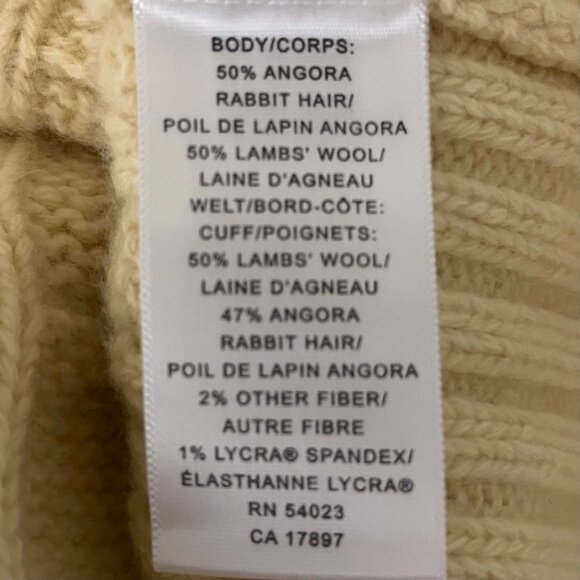 BODY/CORPS:
50% ANGORA
RABBIT HAIR/
POIL DE LAPIN ANGORA
50% LAMBS' WOOL/
LAINE D'AGNEAU
WELT/BORD-CÔTE:
CUFF/POIGNETS:
50% LAMBS' WOOL/
LAINE D'AGNEAU
47% ANGORA
RABBIT HAIR/
POIL DE LAPIN ANGORA
2% OTHER FIBER/
AUTRE FIBRE
1% LYCRA® SPANDEX/
ÉLASTHANNE LYCRA®
RN 54023
CA 17897